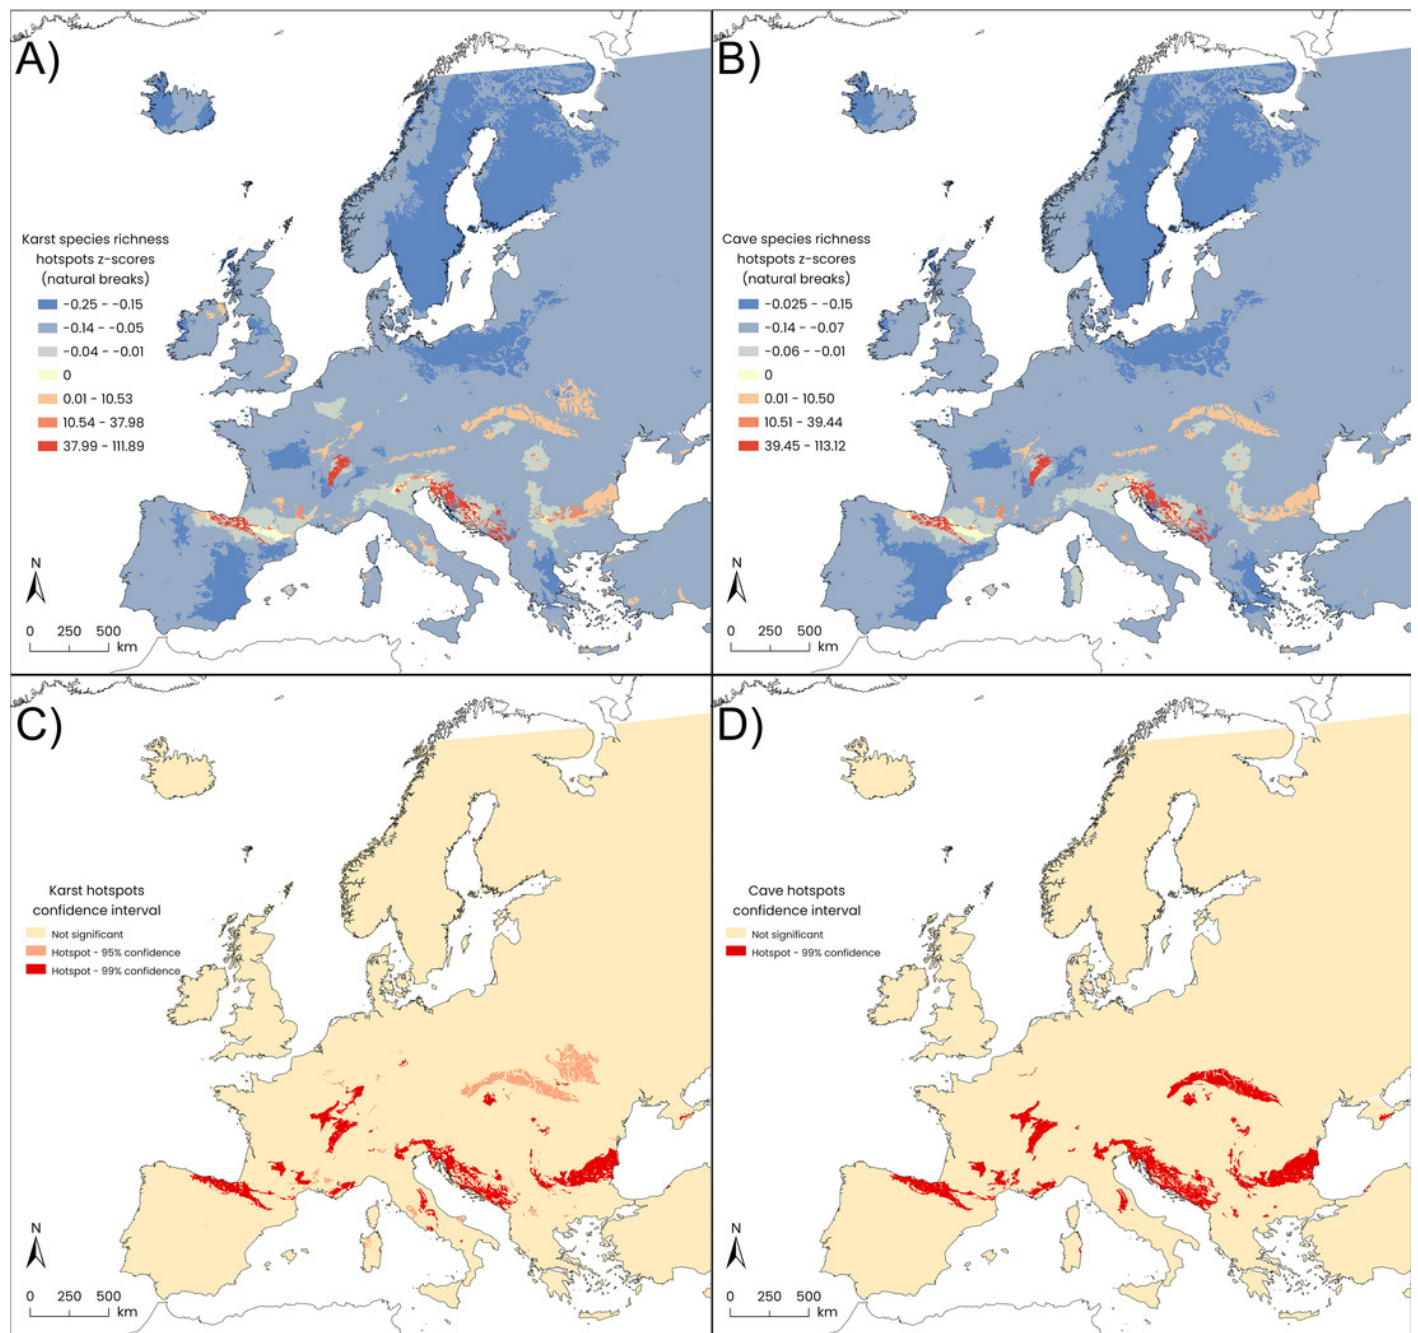 A)
Karst species richness
hotspots z-scores
(natural breaks)
-0.25 - -0.15
-0.14 - -0.05
-0.04 - -0.01
0
0.01 - 10.53
10.54 - 37.98
37.99 - 111.89
N
0 250 500
km
B)
Cave species richness
hotspots z-scores
(natural breaks)
-0.025 - -0.15
-0.14 - -0.07
-0.06 - -0.01
0
0.01 - 10.50
10.51 - 39.44
39.45 - 113.12
N
0 250 500
km
C)
Karst hotspots
confidence interval
Not significant
Hotspot - 95% confidence
Hotspot - 99% confidence
N
0 250 500
km
D)
Cave hotspots
confidence interval
Not significant
Hotspot - 99% confidence
N
0 250 500
km